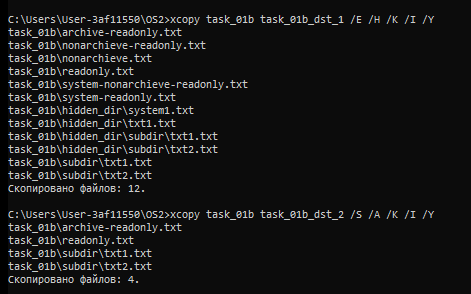 C:\Users\User-3af11550\OS2>xcopy task_01b task_01b_dst_1 /E /H /K /I /Y
task_01b\archive-readonly.txt
task_01b\nonarchieve-readonly.txt
task_01b\nonarchieve.txt
task_01b\readonly.txt
task_01b\system-nonarchieve-readonly.txt
task_01b\system-readonly.txt
task_01b\hidden_dir\system1.txt
task_01b\hidden_dir\txt1.txt
task_01b\hidden_dir\subdir\txt1.txt
task_01b\hidden_dir\subdir\txt2.txt
task_01b\subdir\txt1.txt
task_01b\subdir\txt2.txt
Скопировано файлов: 12.
C:\Users\User-3af11550\OS2>xcopy task_01b task_01b_dst_2 /S /A /K /I /Y
task_01b\archive-readonly.txt
task_01b\readonly.txt
task_01b\subdir\txt1.txt
task_01b\subdir\txt2.txt
Скопировано файлов: 4.